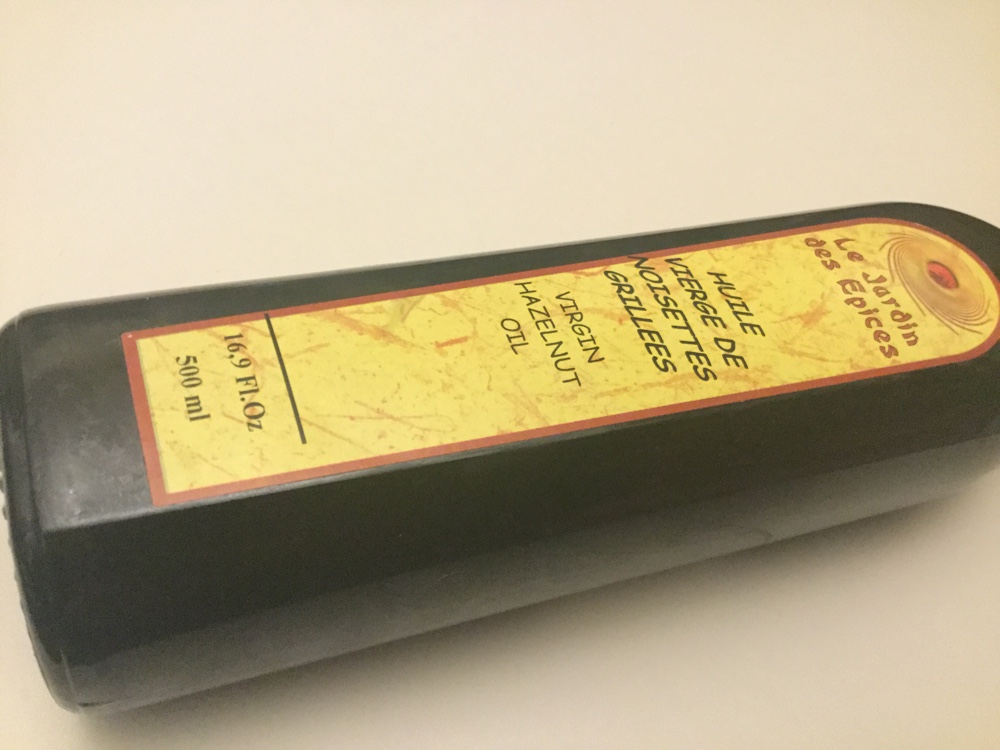 Le Jardin
des Epices
HUILE
VIERGE DE
NOISETTES
GRILLEES
VIRGIN
HAZELNUT
OIL
16,9 Fl.Oz
500 ml